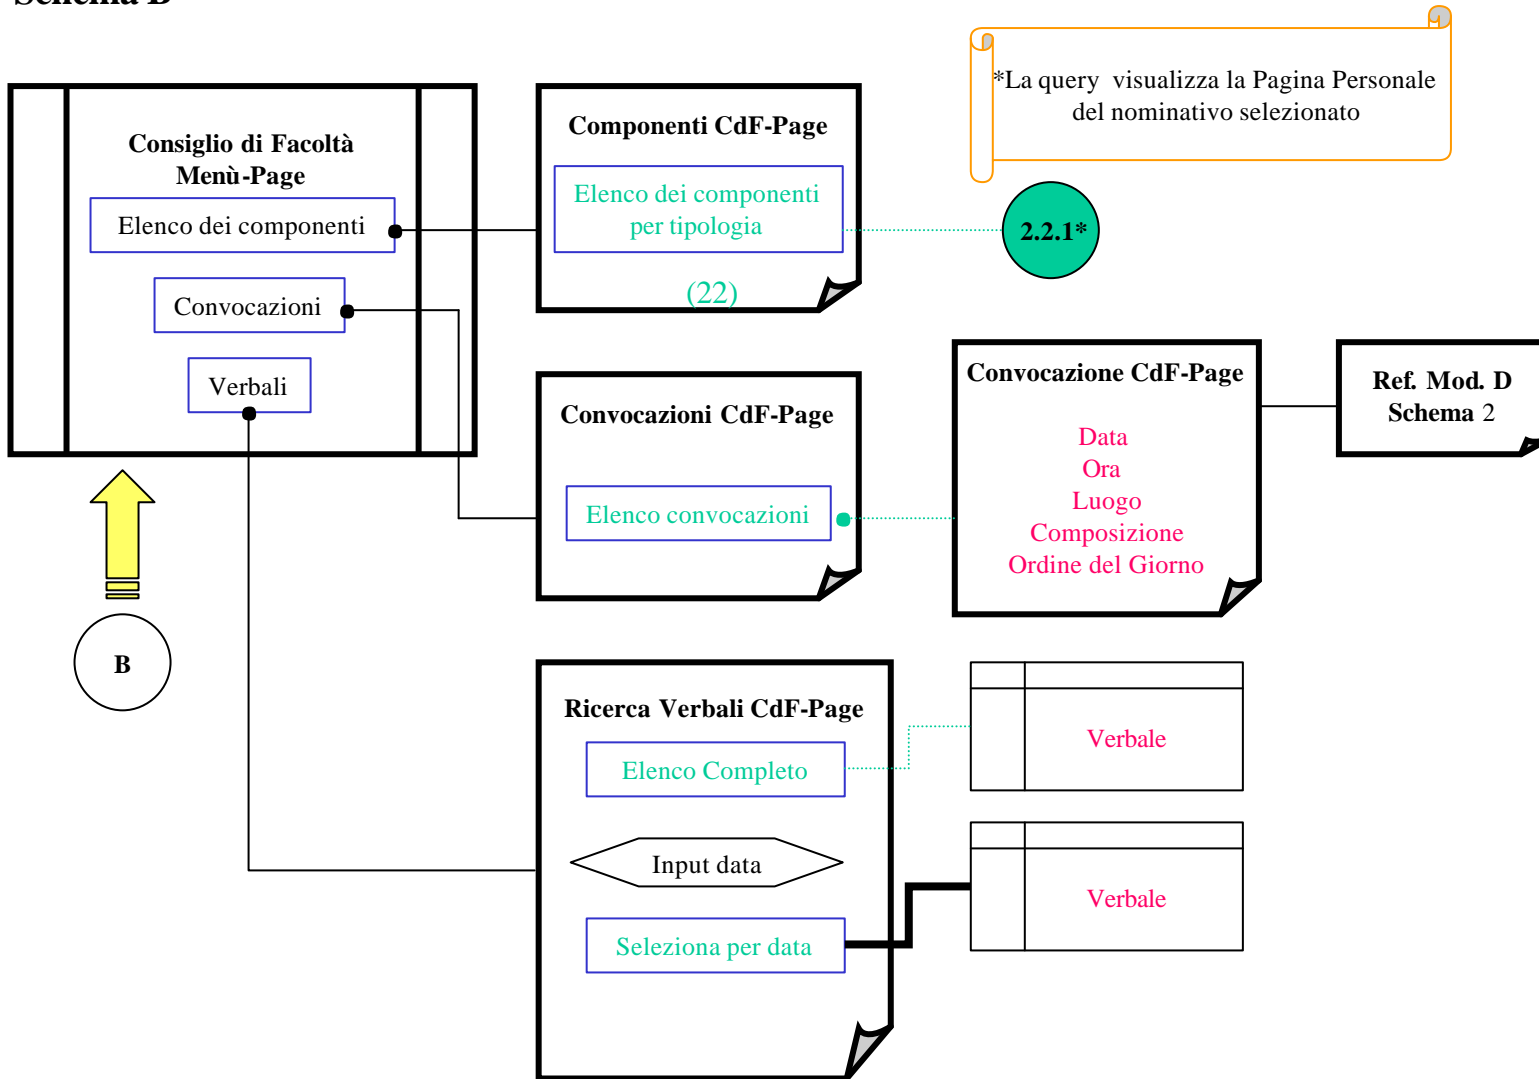 Schema B
*La query visualizza la Pagina Personale
del nominativo selezionato
Consiglio di Facoltà
Menù-Page
Elenco dei componenti
Convocazioni
Verbali
B
Componenti CdF-Page
Elenco dei componenti
per tipologia
(22)
2.2.1*
Convocazioni CdF-Page
Elenco convocazioni
Convocazione CdF-Page
Data
Ora
Luogo
Composizione
Ordine del Giorno
Ref. Mod. D
Schema 2
Ricerca Verbali CdF-Page
Elenco Completo
Input data
Seleziona per data
Verbale
Verbale